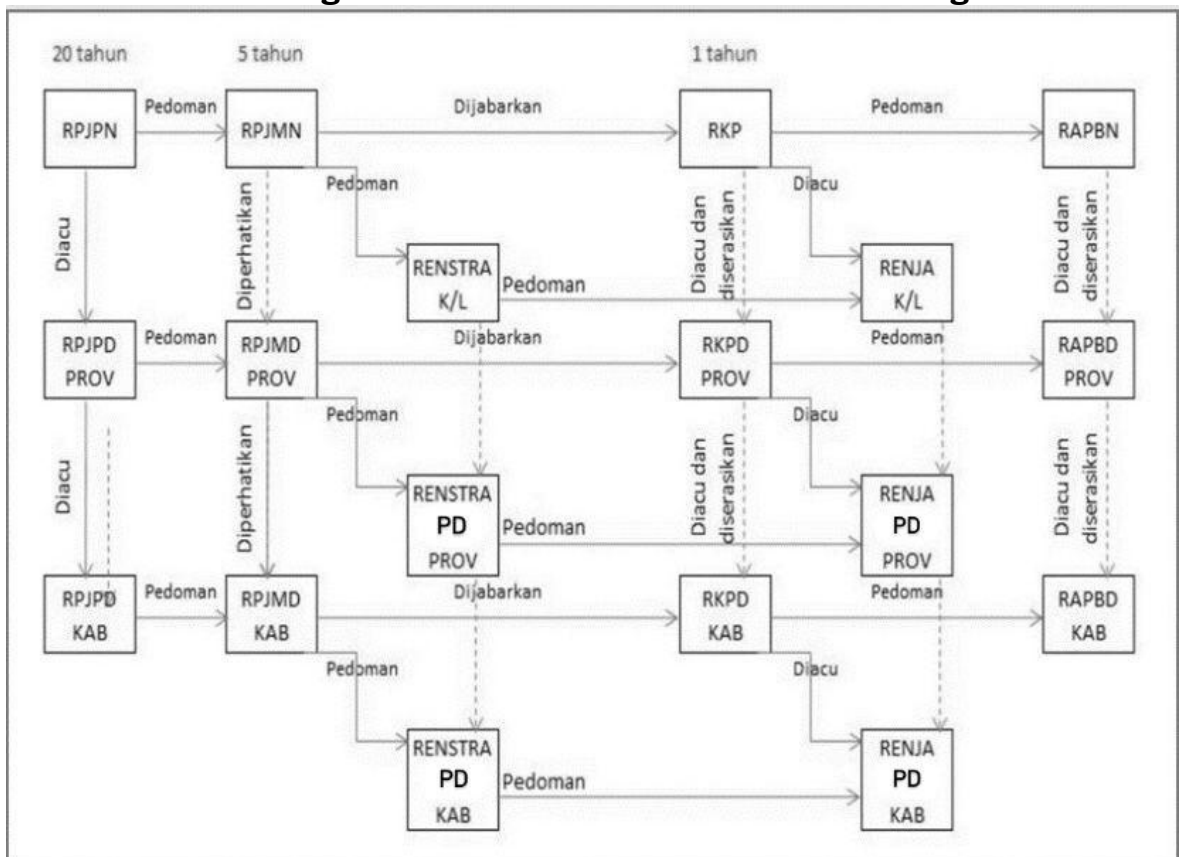 20 tahun
5 tahun
1 tahun
RPJPN
Pedoman
RPJMN
Dijabarkan
RKP
Pedoman
RAPBN
Diacu
Diperhatikan
Pedoman
Diacu dan
diserasikan
Diacu
Diacu dan
diserasikan
RENSTRA
K/L
Pedoman
RENJA
K/L
RPJPD
PROV
Pedoman
RPJMD
PROV
Dijabarkan
RKPD
PROV
Pedoman
RAPBD
PROV
Diacu
Diperhatikan
Pedoman
Diacu dan
diserasikan
Diacu
Diacu dan
diserasikan
RENSTRA
PD
PROV
Pedoman
RENJA
PD
PROV
RPJPD
KAB
Pedoman
RPJMD
KAB
Dijabarkan
RKPD
KAB
Pedoman
RAPBD
KAB
Pedoman
Diacu
RENSTRA
PD
KAB
Pedoman
RENJA
PD
KAB